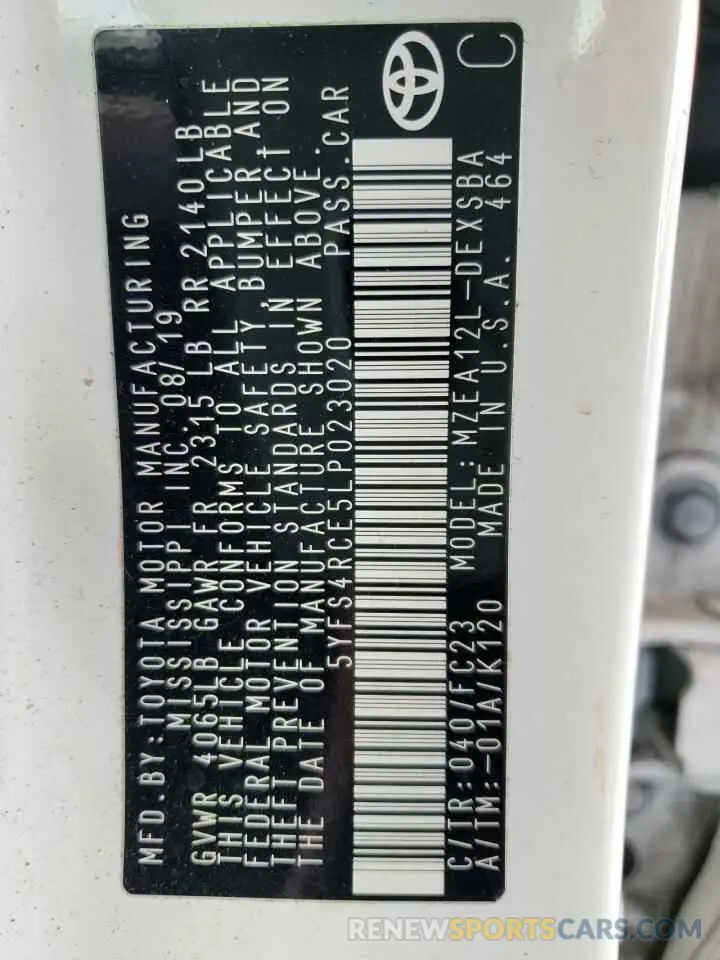 MFD.BY:TOYOTA MOTOR MANUFACTURING
MISSISSIPPI INC. 08/19
GVWR 4065LB GAWR FR 2315LB RR 2140LB
THIS VEHICLE CONFORMS TO ALL APPLICABLE
FEDERAL MOTOR VEHICLE SAFETY, BUMPER AND
THEFT PREVENTION STANDARDS IN EFFECT ON
THE DATE OF MANUFACTURE SHOWN ABOVE.
5YFS4RCE5LP023020 PASS.CAR
C/TR:040/FC23 MODEL:MZEA12L-DEXSBA
A/TM:-01A/K120 MADE IN U.S.A. 464
C
RENEWSPORTSCARS.COM